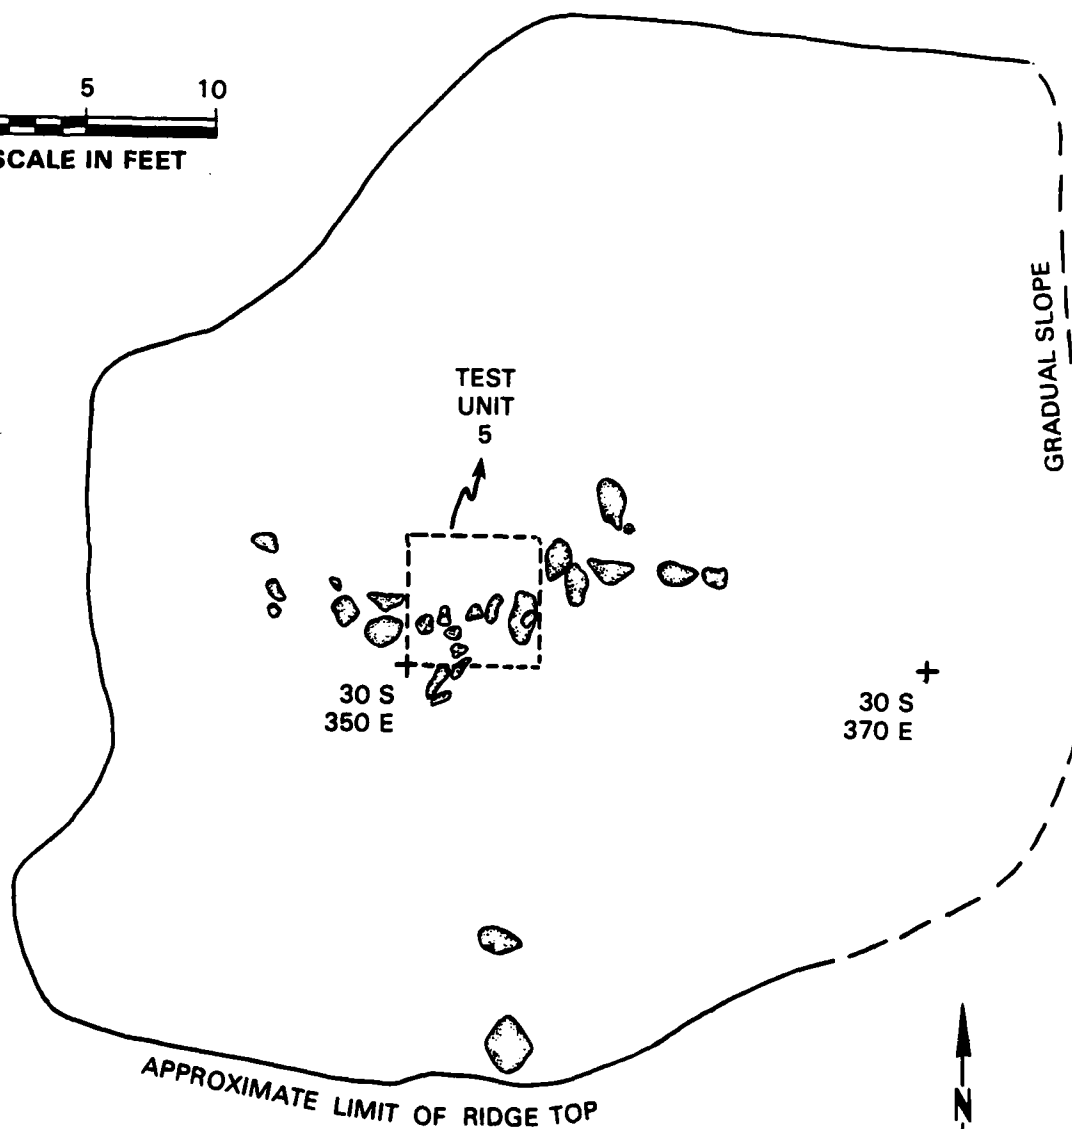 5 10
SCALE IN FEET
GRADUAL SLOPE
TEST
UNIT
5
30 S
350 E
30 S
370 E
APPROXIMATE LIMIT OF RIDGE TOP
N